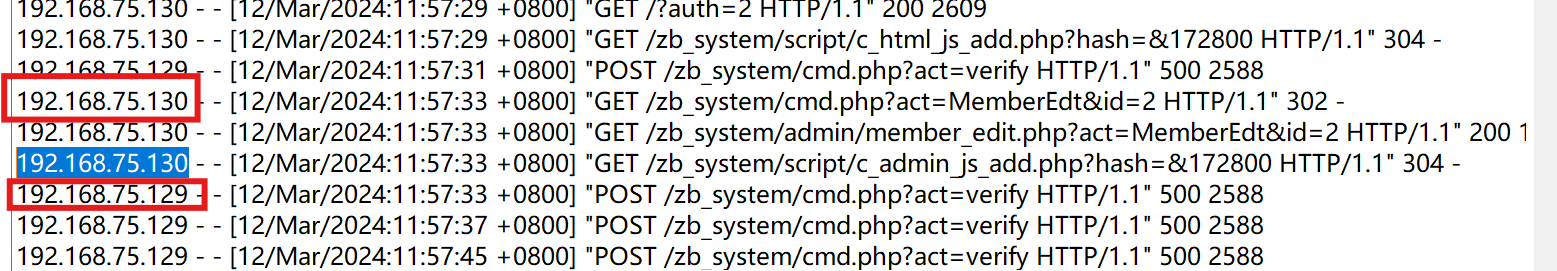 192.168.75.130 - - [12/Mar/2024:11:57:29 +0800] "GET /?auth=2 HTTP/1.1" 200 2609
192.168.75.130 - - [12/Mar/2024:11:57:29 +0800] "GET /zb_system/script/c_html_js_add.php?hash=&172800 HTTP/1.1" 304 -
192.168.75.129 - - [12/Mar/2024:11:57:31 +0800] "POST /zb_system/cmd.php?act=verify HTTP/1.1" 500 2588
192.168.75.130 - - [12/Mar/2024:11:57:33 +0800] "GET /zb_system/cmd.php?act=MemberEdt&id=2 HTTP/1.1" 302 -
192.168.75.130 - - [12/Mar/2024:11:57:33 +0800] "GET /zb_system/admin/member_edit.php?act=MemberEdt&id=2 HTTP/1.1" 200 1
192.168.75.130 - - [12/Mar/2024:11:57:33 +0800] "GET /zb_system/script/c_admin_js_add.php?hash=&172800 HTTP/1.1" 304 -
192.168.75.129 - - [12/Mar/2024:11:57:33 +0800] "POST /zb_system/cmd.php?act=verify HTTP/1.1" 500 2588
192.168.75.129 - - [12/Mar/2024:11:57:37 +0800] "POST /zb_system/cmd.php?act=verify HTTP/1.1" 500 2588
192.168.75.129 - - [12/Mar/2024:11:57:45 +0800] "POST /zb_system/cmd.php?act=verify HTTP/1.1" 500 2588